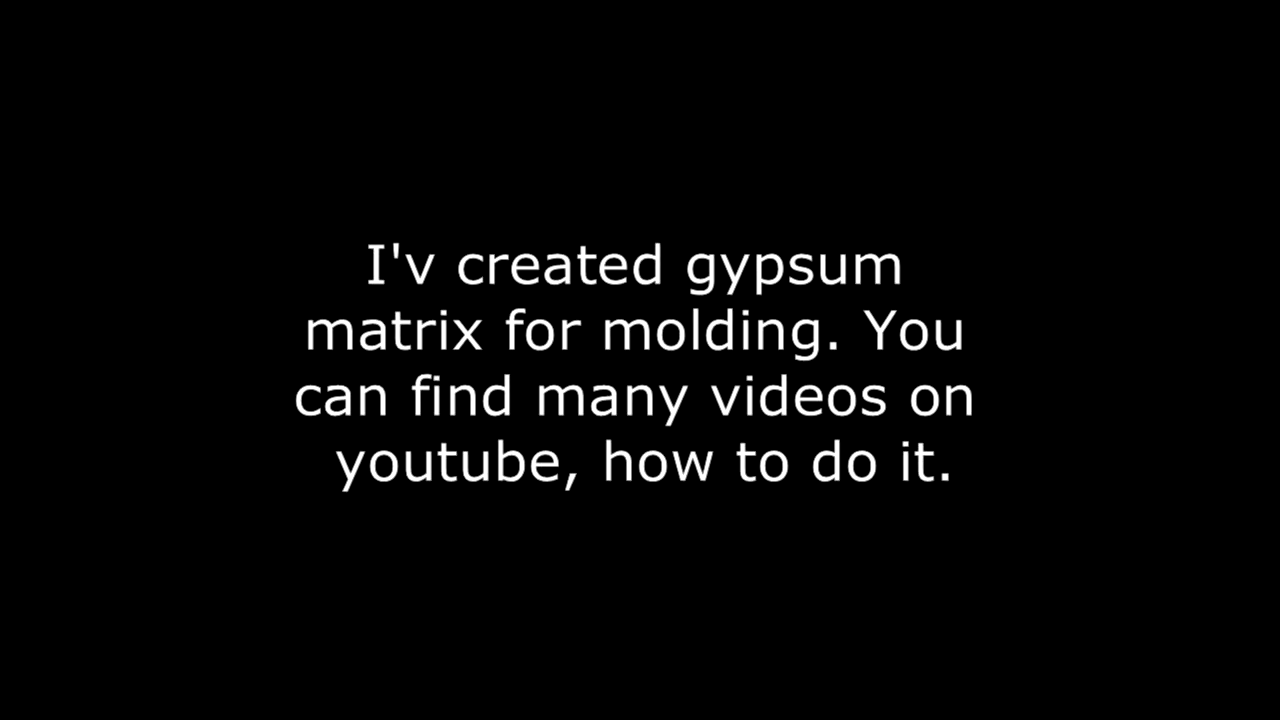 I'v created gypsum
matrix for molding. You
can find many videos on
youtube, how to do it.